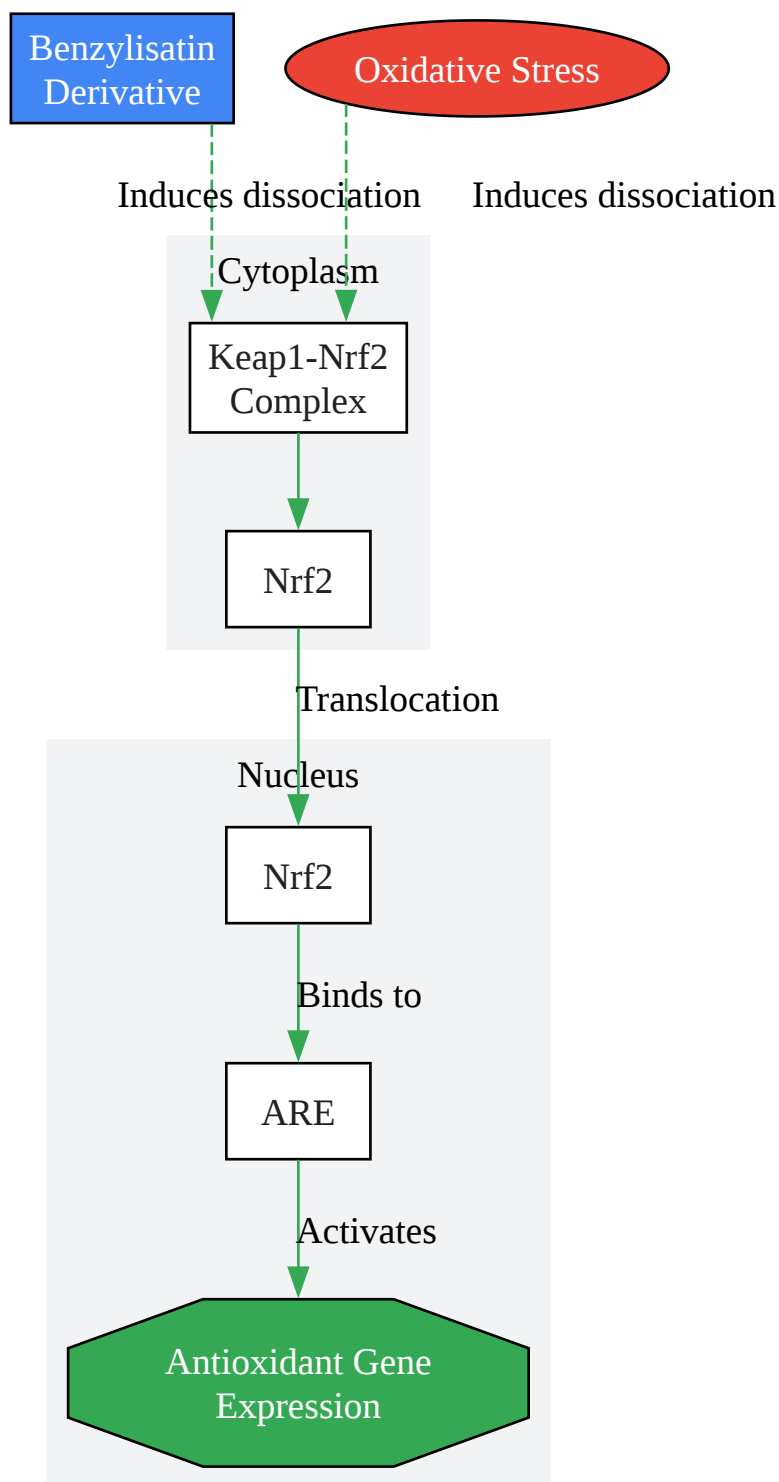 Benzylisatin
Derivative
Oxidative Stress
Induces dissociation
Induces dissociation
Cytoplasm
Keap1-Nrf2
Complex
Nrf2
Translocation
Nucleus
Nrf2
Binds to
ARE
Activates
Antioxidant Gene
Expression